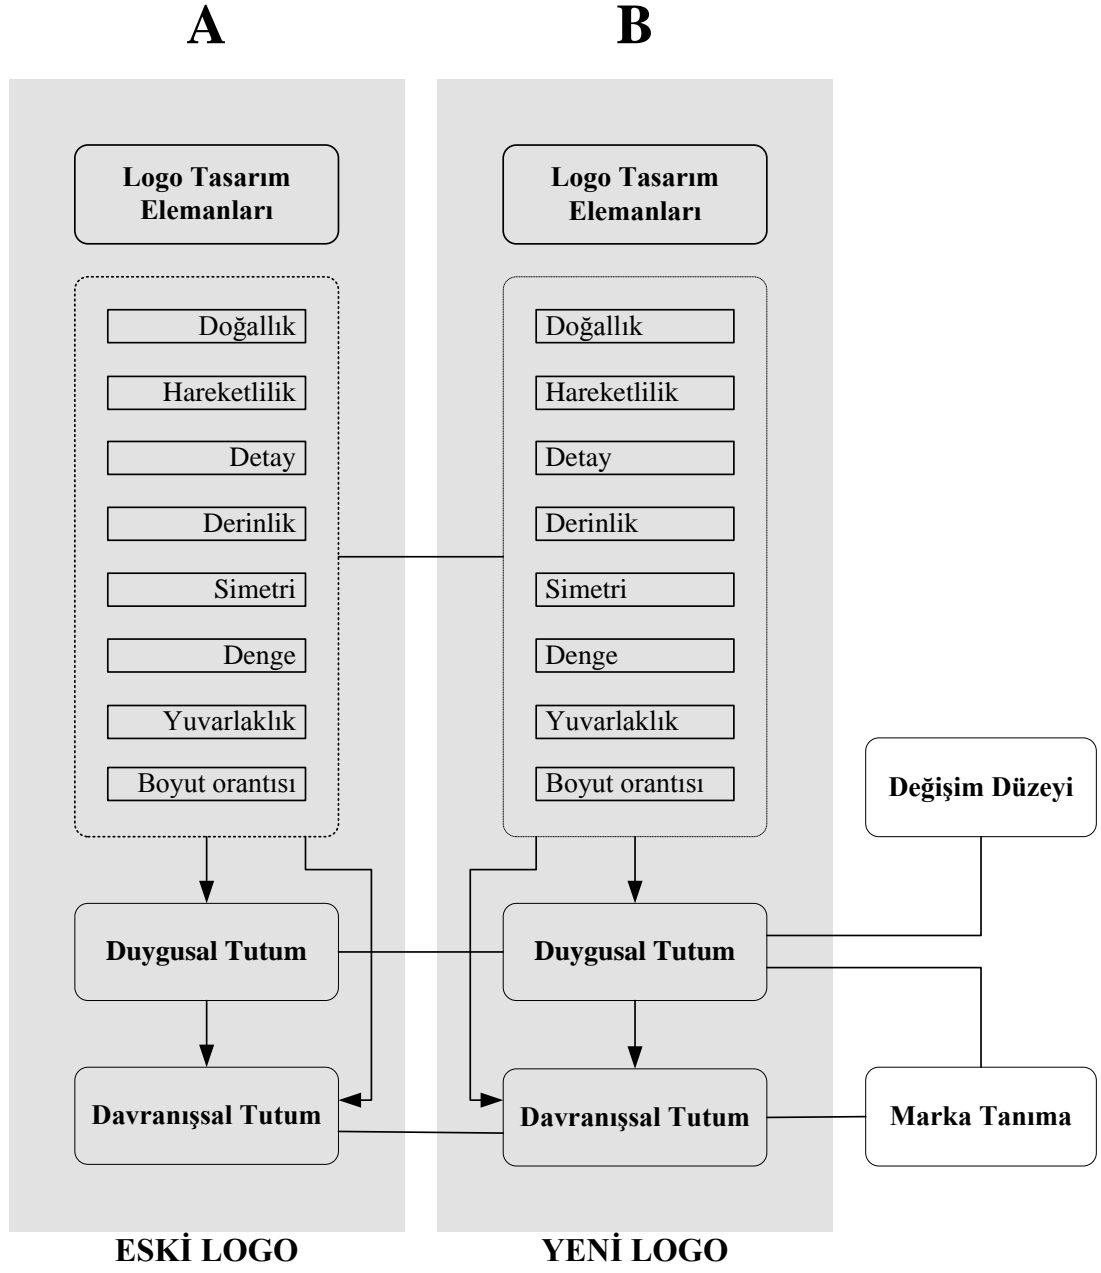 A
B
Logo Tasarım
Elemanları
Logo Tasarım
Elemanları
Doğallık
Doğallık
Hareketlilik
Hareketlilik
Detay
Detay
Derinlik
Derinlik
Simetri
Simetri
Denge
Denge
Yuvarlaklık
Yuvarlaklık
Boyut orantısı
Boyut orantısı
Değişim Düzeyi
Duygusal Tutum
Duygusal Tutum
Davranışsal Tutum
Davranışsal Tutum
Marka Tanıma
ESKİ LOGO
YENİ LOGO